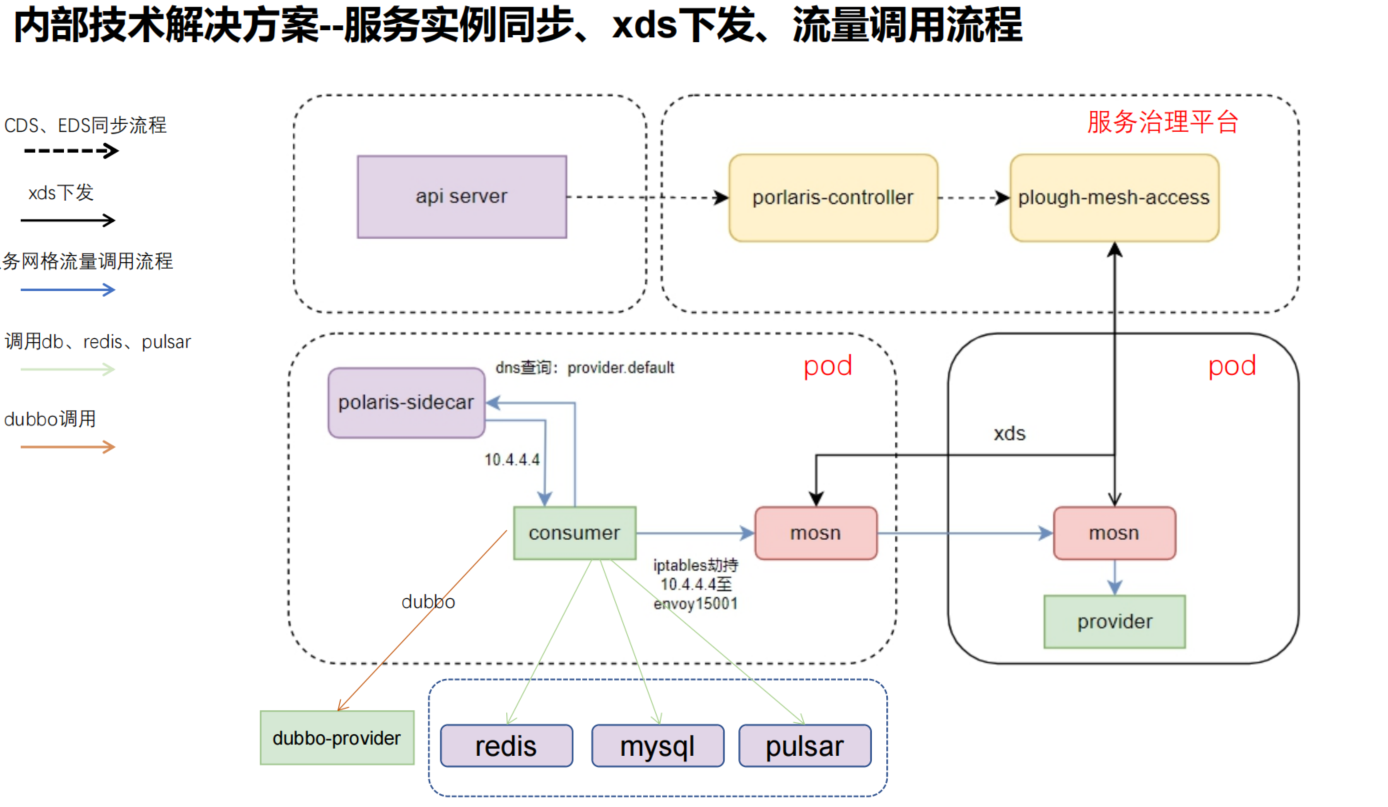 内部技术解决方案--服务实例同步、xds下发、流量调用流程
CDS、EDS同步流程
xds下发
务网格流量调用流程
调用db、redis、pulsar
dubbo调用
服务治理平台
api server
porlaris-controller
plough-mesh-access
pod
dns查询：provider.default
polaris-sidecar
10.4.4.4
consumer
mosn
iptables劫持
10.4.4.4至
envoy15001
dubbo
pod
xds
mosn
provider
dubbo-provider
redis
mysql
pulsar